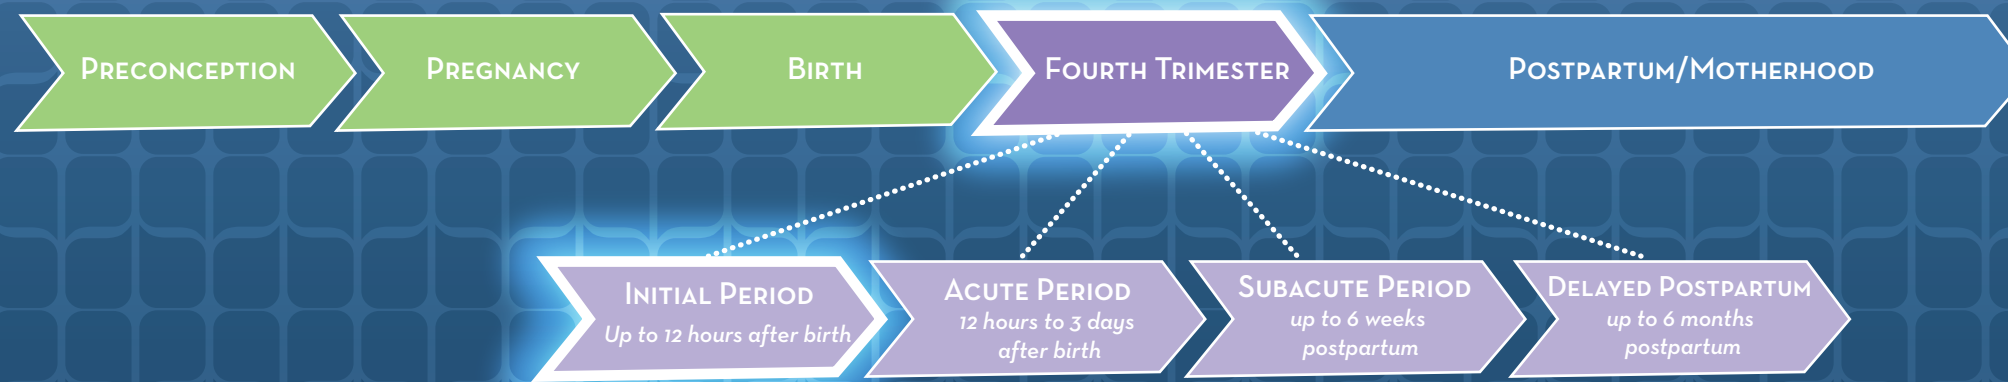 Preconception
Pregnancy
Birth
Fourth Trimester
Postpartum/Motherhood
Initial Period
Up to 12 hours after birth
Acute Period
12 hours to 3 days
after birth
Subacute Period
up to 6 weeks
postpartum
Delayed Postpartum
up to 6 months
postpartum